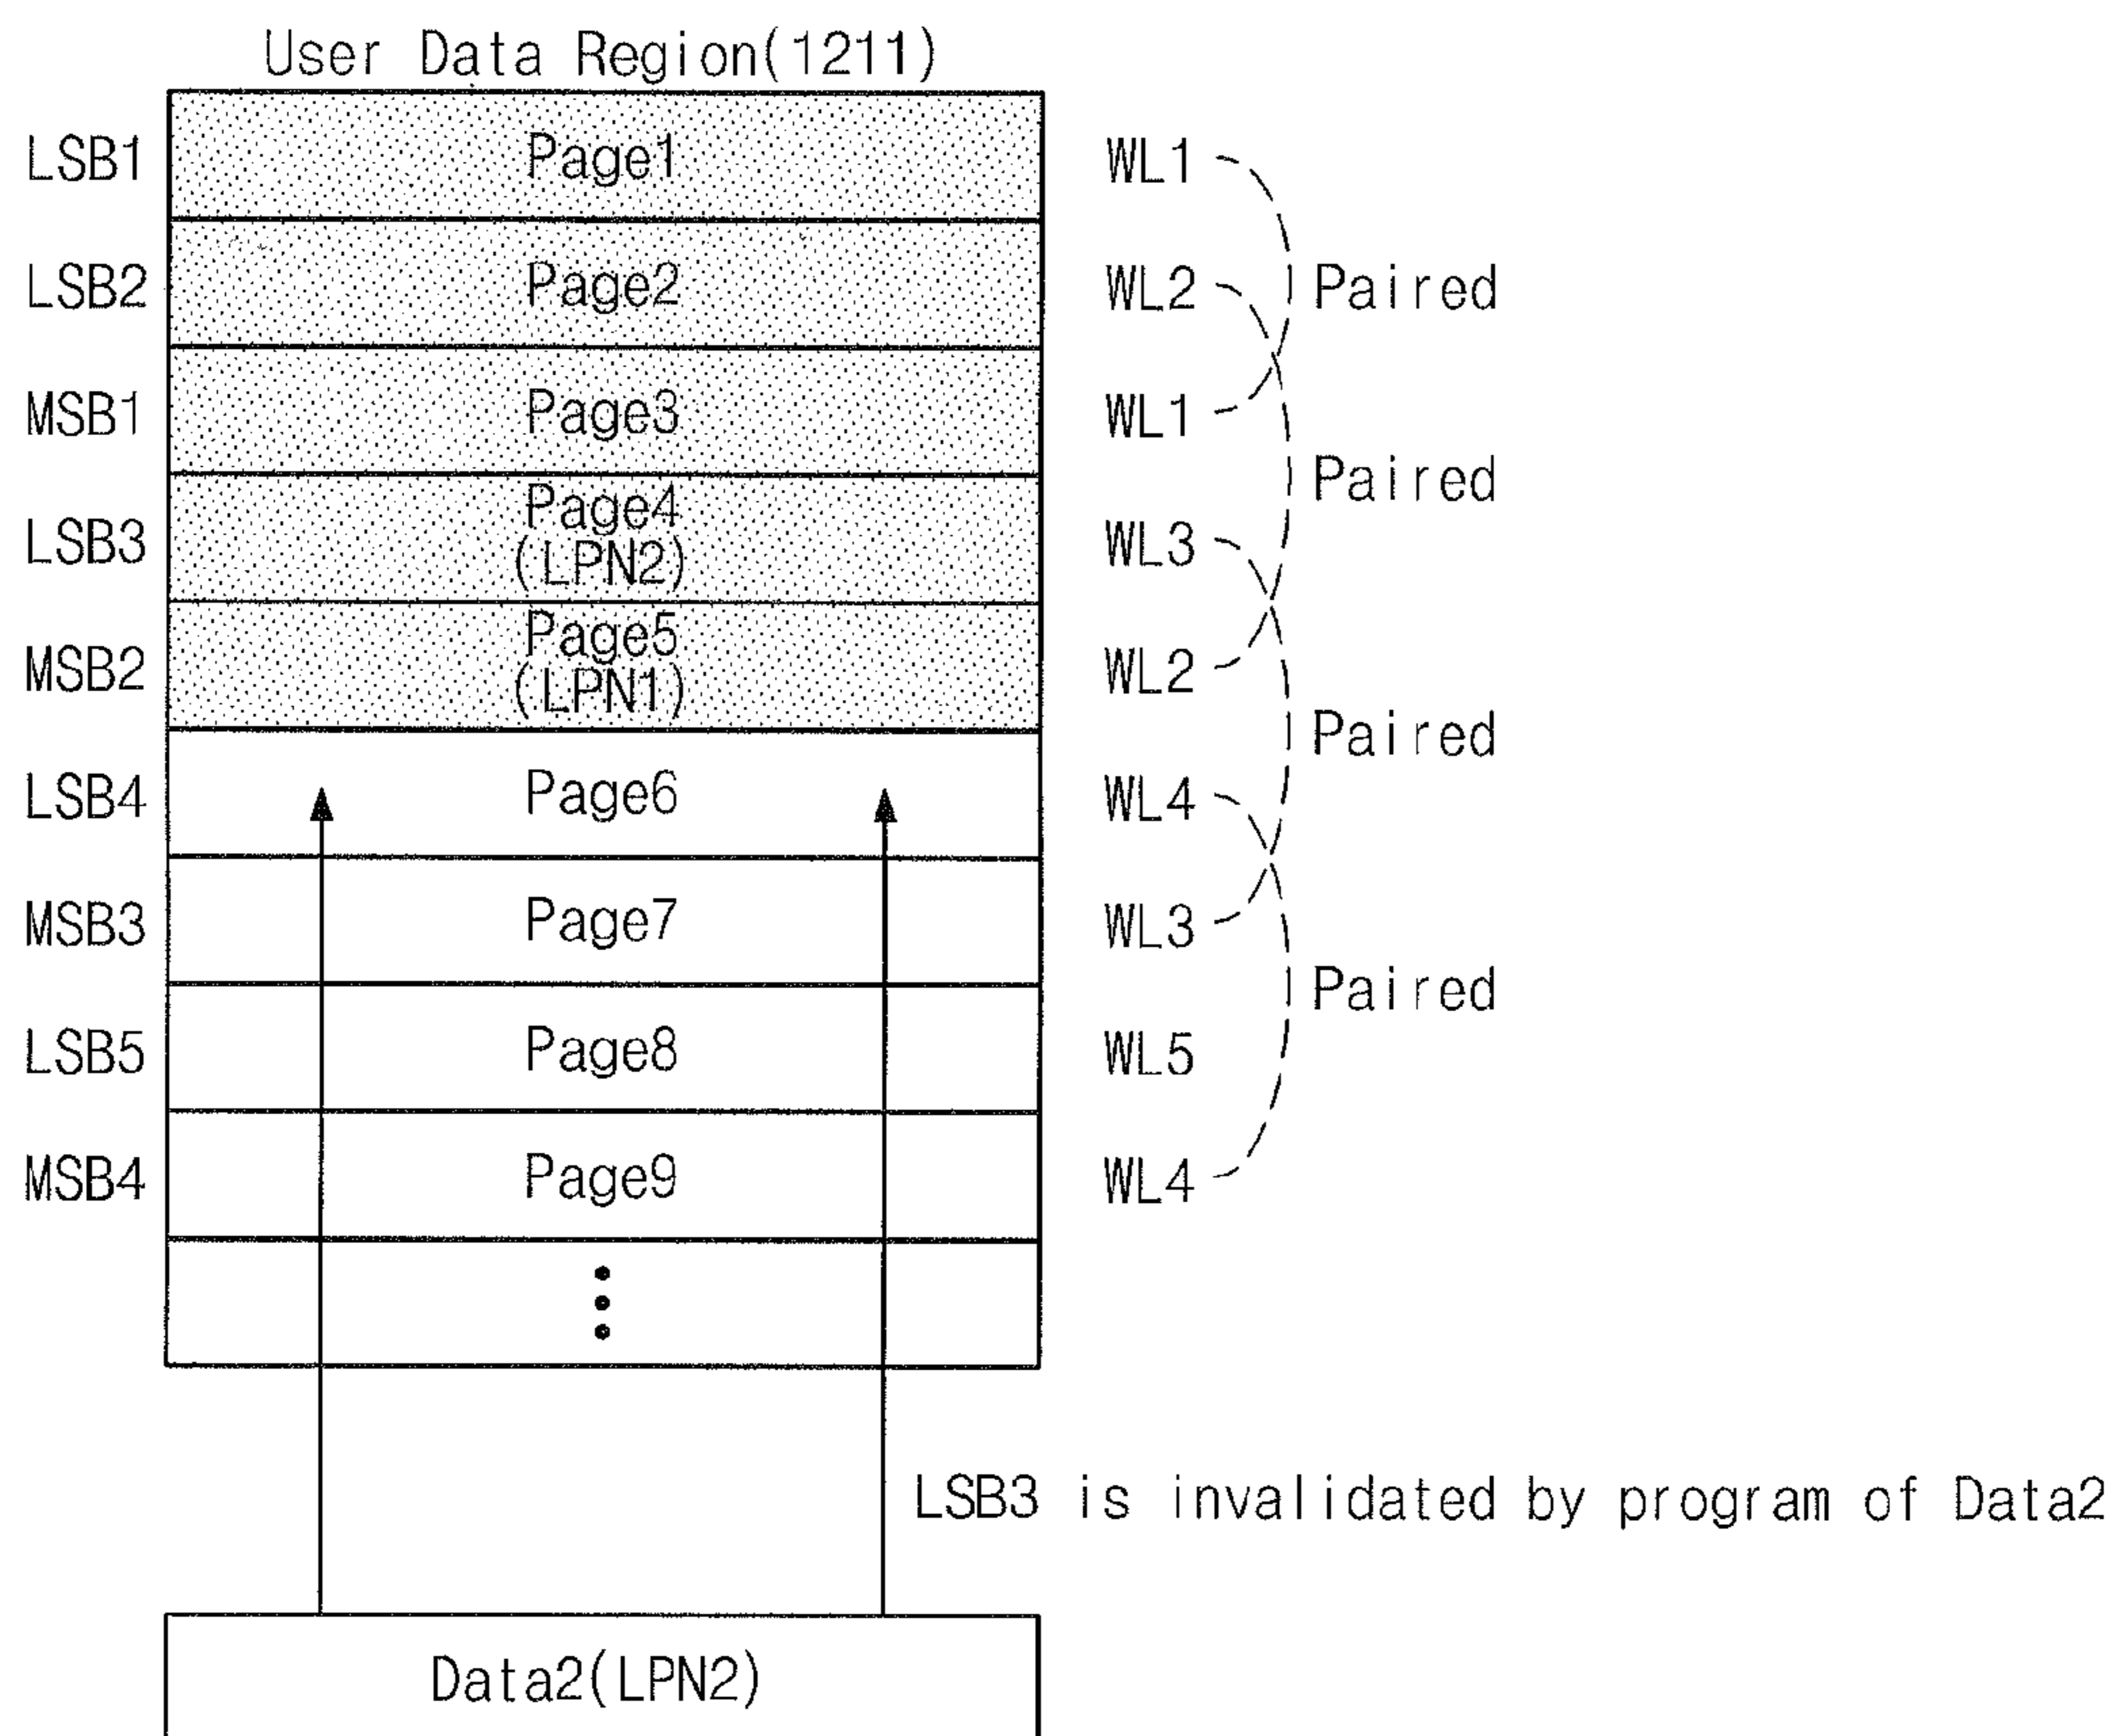 User Data Region(1211)
LSB1 Page1 WL1
LSB2 Page2 WL2 Paired
MSB1 Page3 WL1
Paired
LSB3 Page4 WL3
(LPN2)
MSB2 Page5 WL2
(LPN1)
Paired
LSB4 Page6 WL4
MSB3 Page7 WL3
Paired
LSB5 Page8 WL5
MSB4 Page9 WL4
LSB3 is invalidated by program of Data2
Data2(LPN2)